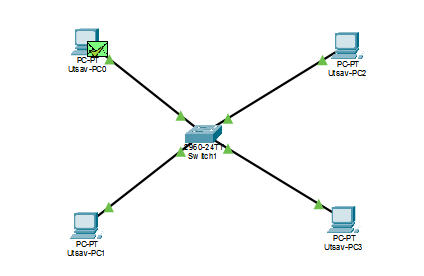 PC-PT
Utsav-PC0
PC-PT
Utsav-PC2
2960-24TT
Switch1
PC-PT
Utsav-PC1
PC-PT
Utsav-PC3